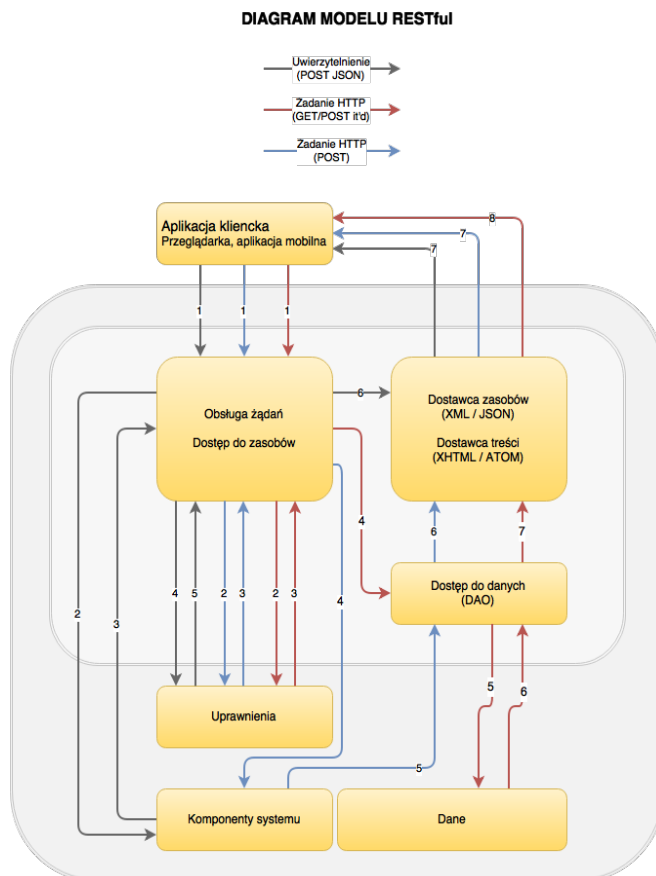 DIAGRAM MODELU RESTful
Uwierzytelnienie
(POST JSON)
Zadanie HTTP
(GET/POST it'd)
Zadanie HTTP
(POST)
Aplikacja kliencka
Przeglądarka, aplikacja mobilna
8
7
7
1
1
1
Obsługa żądań
Dostęp do zasobów
6
Dostawca zasobów
(XML / JSON)
Dostawca treści
(XHTML / ATOM)
4
6
7
4
5
2
3
2
3
4
2
3
Dostęp do danych
(DAO)
5
6
Uprawnienia
5
Komponenty systemu
Dane